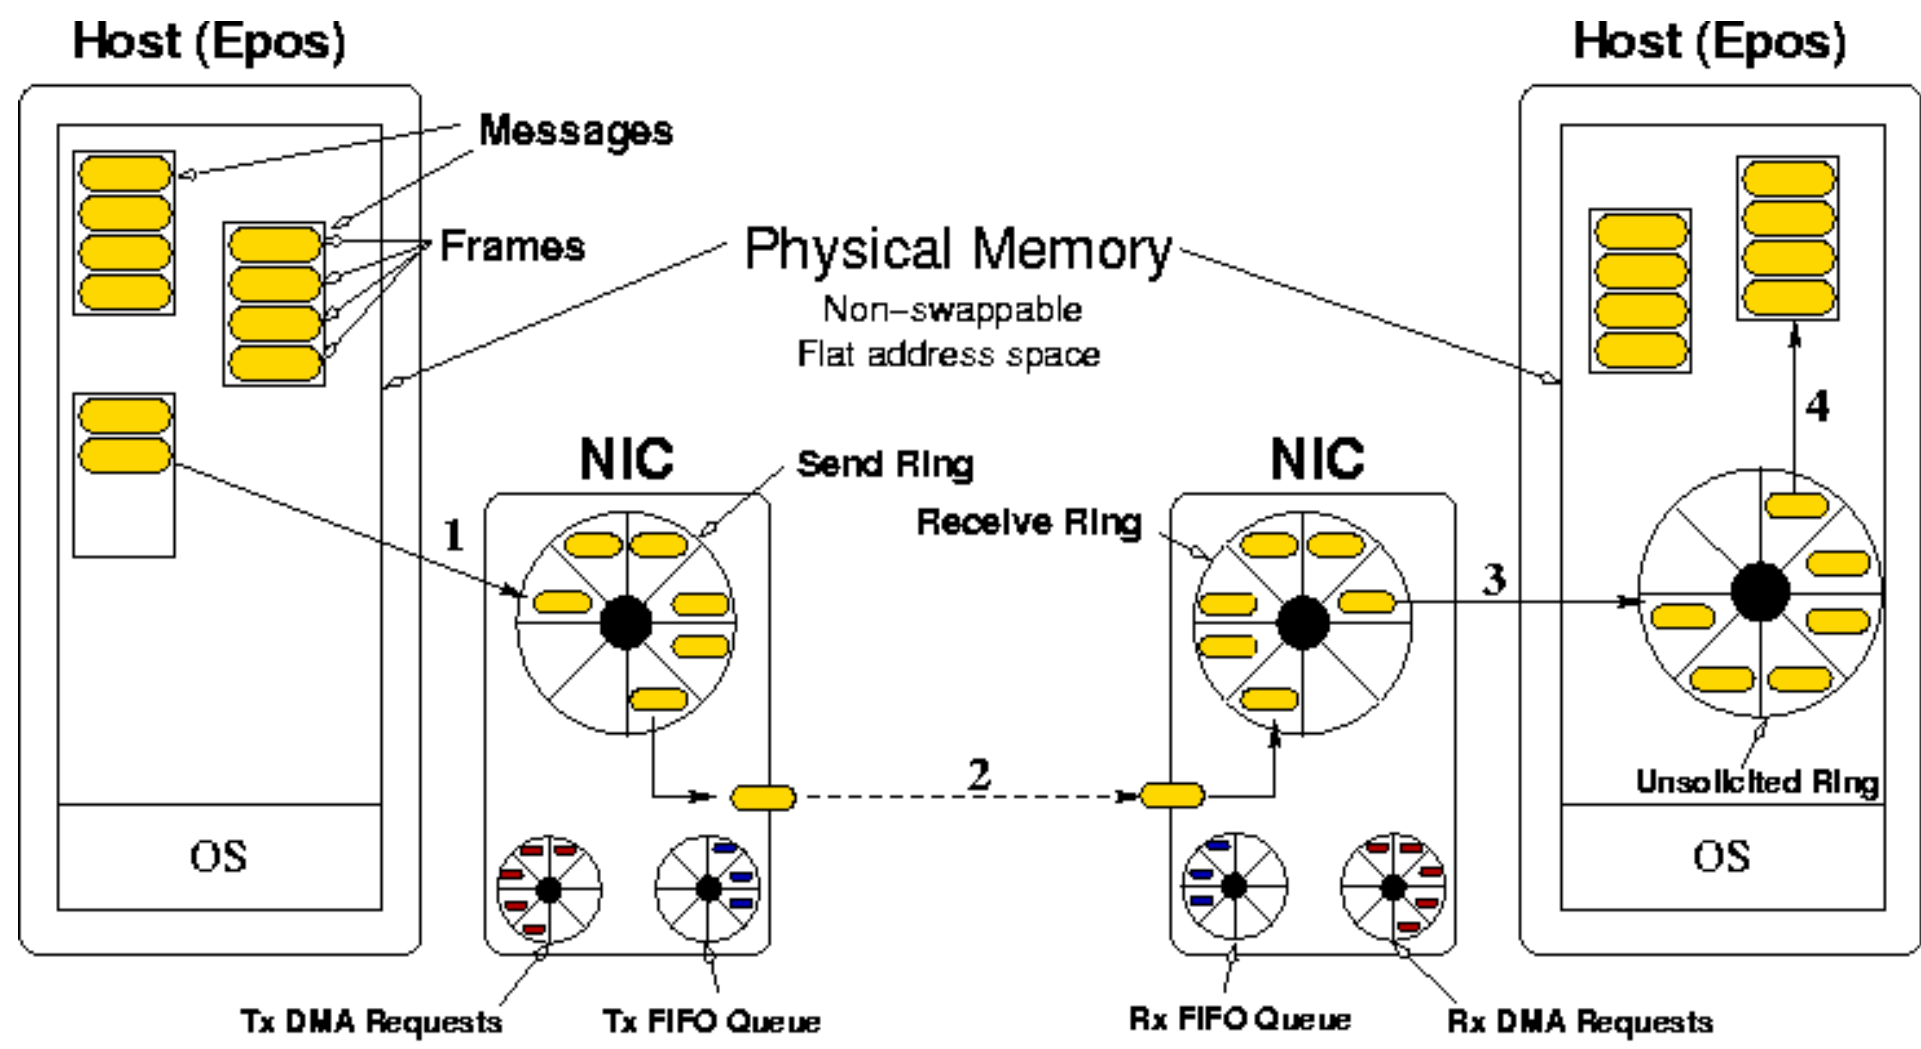 Host (Epos)
Host (Epos)
Messages
Frames
Physical Memory
Non-swappable
Flat address space
4
NIC
Send Ring
NIC
Receive Ring
1
3
2
Unsolicited Ring
OS
OS
Tx DMA Requests
Tx FIFO Queue
Rx FIFO Queue
Rx DMA Requests